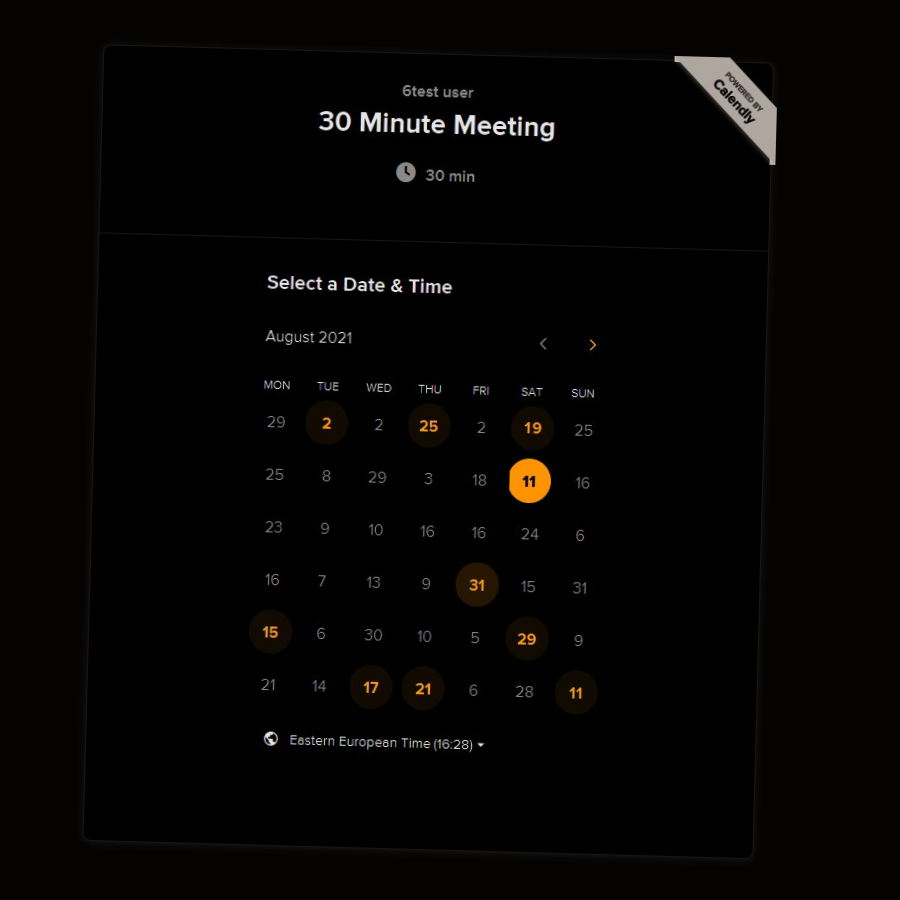 POWERED BY
Calendly
6test user
30 Minute Meeting
30 min
Select a Date & Time
August 2021
MON TUE WED THU FRI SAT SUN
29 2 2 25 2 19 25
25 8 29 3 18 11 16
23 9 10 16 16 24 6
16 7 13 9 31 15 31
15 6 30 10 5 29 9
21 14 17 21 6 28 11
Eastern European Time (16:28)